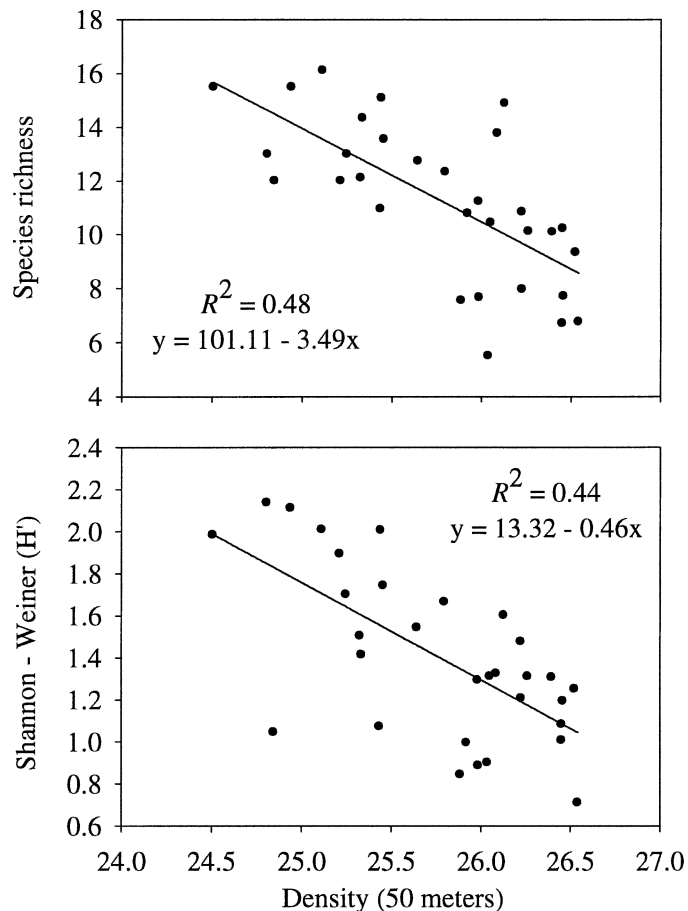 18
16
14
12
10
8
6
4
Species richness
R² = 0.48
y = 101.11 - 3.49x
2.4
2.2
2.0
1.8
1.6
1.4
1.2
1.0
0.8
0.6
Shannon - Weiner (H')
R² = 0.44
y = 13.32 - 0.46x
24.0 24.5 25.0 25.5 26.0 26.5 27.0
Density (50 meters)